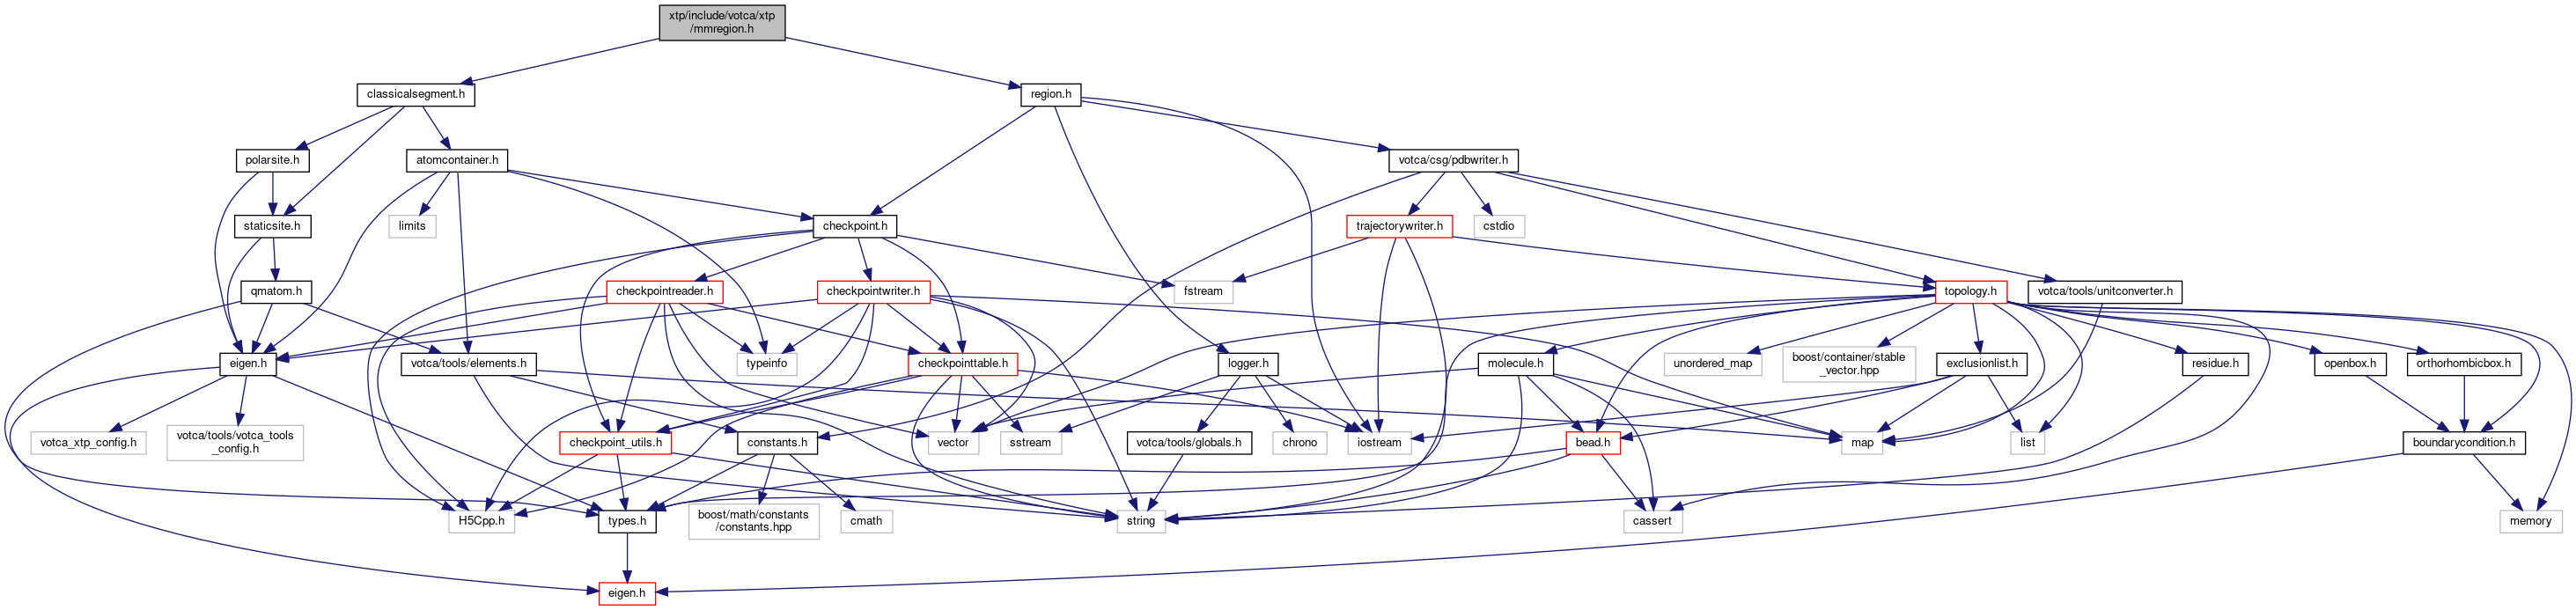 xtp/include/votca/xtp
/mmregion.h
classicalsegment.h
region.h
polarsite.h
atomcontainer.h
votca/csg/pdbwriter.h
staticsite.h
limits
checkpoint.h
trajectorywriter.h
cstdio
qmatom.h
checkpointreader.h
checkpointwriter.h
fstream
topology.h
votca/tools/unitconverter.h
eigen.h
votca/tools/elements.h
typeinfo
checkpointtable.h
logger.h
molecule.h
unordered_map
boost/container/stable
_vector.hpp
exclusionlist.h
residue.h
openbox.h
orthorhombicbox.h
votca_xtp_config.h
votca/tools/votca_tools
_config.h
checkpoint_utils.h
constants.h
vector
sstream
votca/tools/globals.h
chrono
iostream
bead.h
map
list
boundarycondition.h
H5Cpp.h
types.h
boost/math/constants
/constants.hpp
cmath
string
cassert
memory
eigen.h